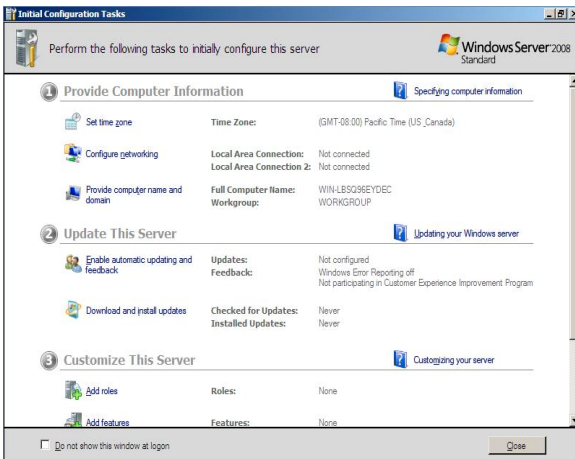 Initial Configuration Tasks
Perform the following tasks to initially configure this server
Windows Server 2008
Standard
1 Provide Computer Information
Specifying computer information
Set time zone
Time Zone: (GMT-08:00) Pacific Time (US_Canada)
Configure networking
Local Area Connection: Not connected
Local Area Connection 2: Not connected
Provide computer name and domain
Full Computer Name: WIN-LBSQ96EYDEC
Workgroup: WORKGROUP
2 Update This Server
Updating your Windows server
Enable automatic updating and feedback
Updates: Not configured
Feedback: Windows Error Reporting off
Not participating in Customer Experience Improvement Program
Download and install updates
Checked for Updates: Never
Installed Updates: Never
3 Customize This Server
Customizing your server
Add roles
Roles: None
Add features
Features: None
Do not show this window at logon
Close